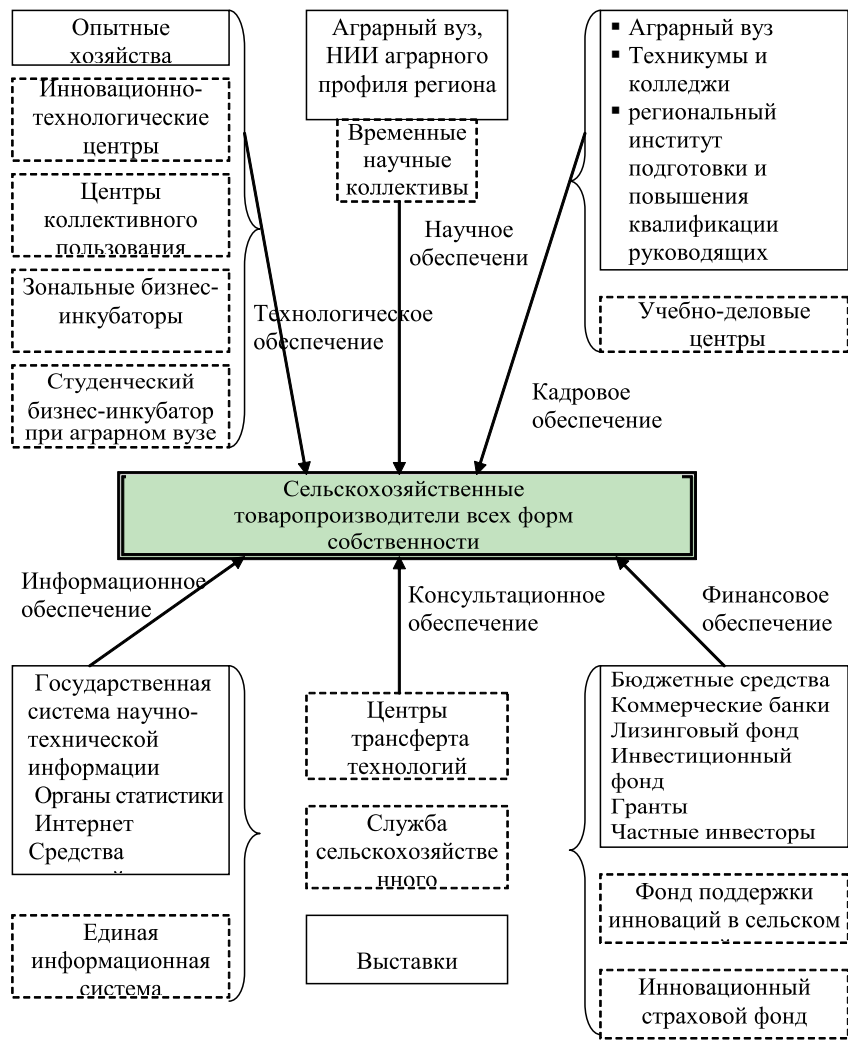 Опытные
хозяйства
Инновационно-
технологические
центры
Центры
коллективного
пользования
Зональные бизнес-
инкубаторы
Студенческий
бизнес-инкубатор
при аграрном вузе
Технологическое
обеспечение
Аграрный вуз,
НИИ аграрного
профиля региона
Временные
научные
коллективы
Научное
обеспечени
▪ Аграрный вуз
▪ Техникумы и
колледжи
▪ региональный
институт
подготовки и
повышения
квалификации
руководящих
Учебно-деловые
центры
Кадровое
обеспечение
Сельскохозяйственные
товаропроизводители всех форм
собственности
Информационное
обеспечение
Консультационное
обеспечение
Финансовое
обеспечение
Государственная
система научно-
технической
информации
Органы статистики
Интернет
Средства
Единая
информационная
система
Центры
трансферта
технологий
Служба
сельскохозяйстве
нного
Выставки
Бюджетные средства
Коммерческие банки
Лизинговый фонд
Инвестиционный
фонд
Гранты
Частные инвесторы
Фонд поддержки
инноваций в сельском
Инновационный
страховой фонд